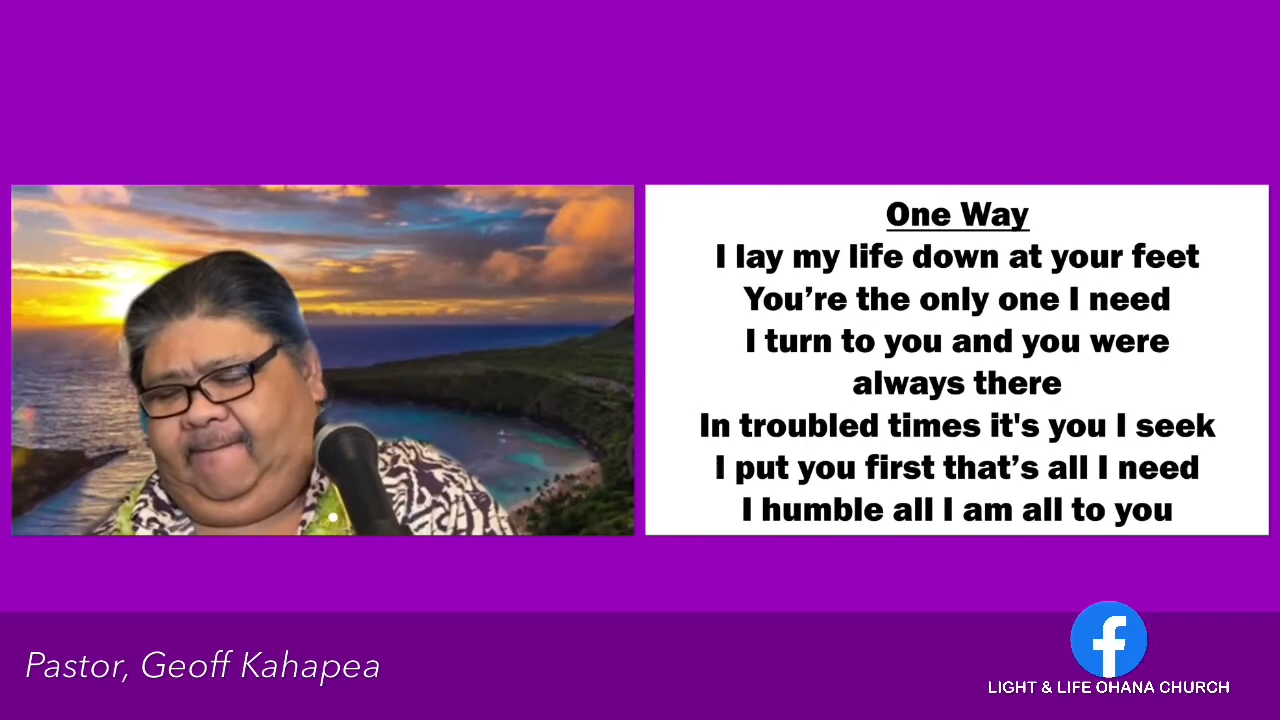 One Way
I lay my life down at your feet
You’re the only one I need
I turn to you and you were
always there
In troubled times it's you I seek
I put you first that’s all I need
I humble all I am all to you
Pastor, Geoff Kahapea
LIGHT & LIFE OHANA CHURCH